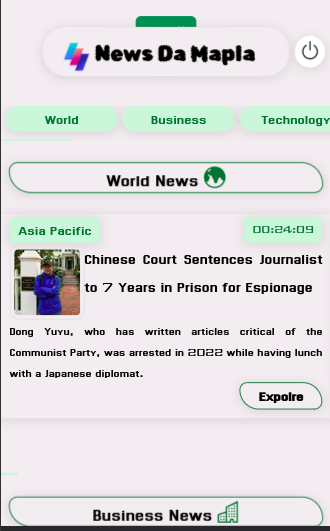 News Da Mapla
World
Business
Technology
World News
Asia Pacific
00:24:09
Chinese Court Sentences Journalist
to 7 Years in Prison for Espionage
Dong Yuyu, who has written articles critical of the
Communist Party, was arrested in 2022 while having lunch
with a Japanese diplomat.
Expolre
Business News